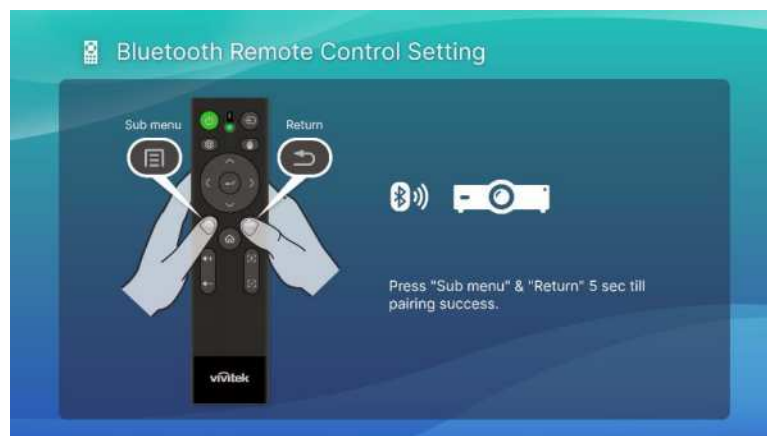 Bluetooth Remote Control Setting
Sub menu
Return
Press "Sub menu" & "Return" 5 sec till
pairing success.
vivitek